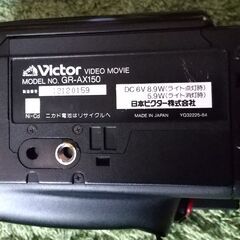 Victor VIDEO MOVIE
MODEL NO. GR-AX150
12120159
DC 6V 8.9W(ライト点灯時)
5.9W(ライト消灯時)
日本ビクター株式会社
Ni-Cd
ニカド電池はリサイクルへ
MADE IN JAPAN
YQ32225-64